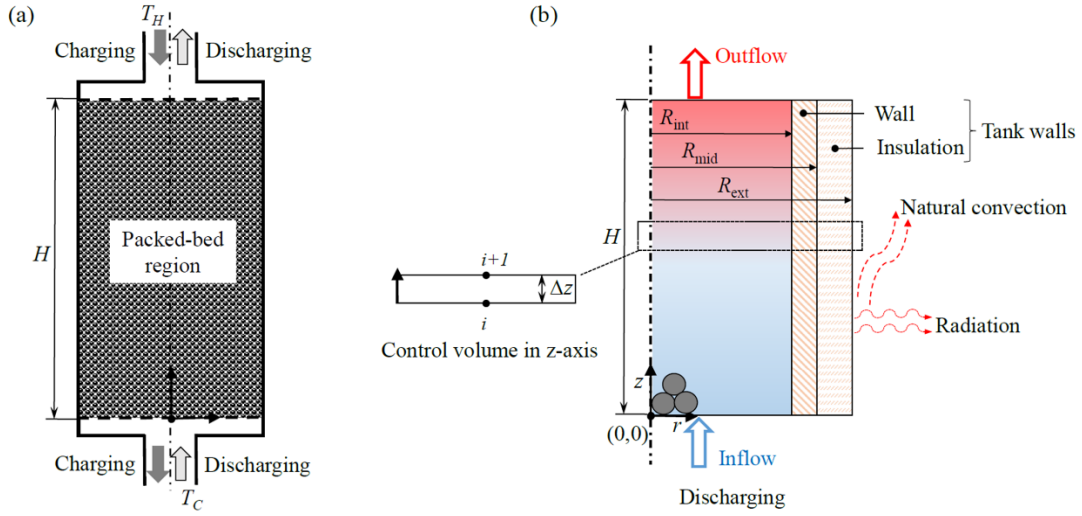 (a)
T_H
Charging
Discharging
H
Packed-bed
region
Charging
Discharging
T_C
(b)
Outflow
R_int
Wall
Insulation
Tank walls
R_mid
R_ext
Natural convection
H
i+1
Δz
i
Control volume in z-axis
Radiation
z
(0,0)
r
Inflow
Discharging